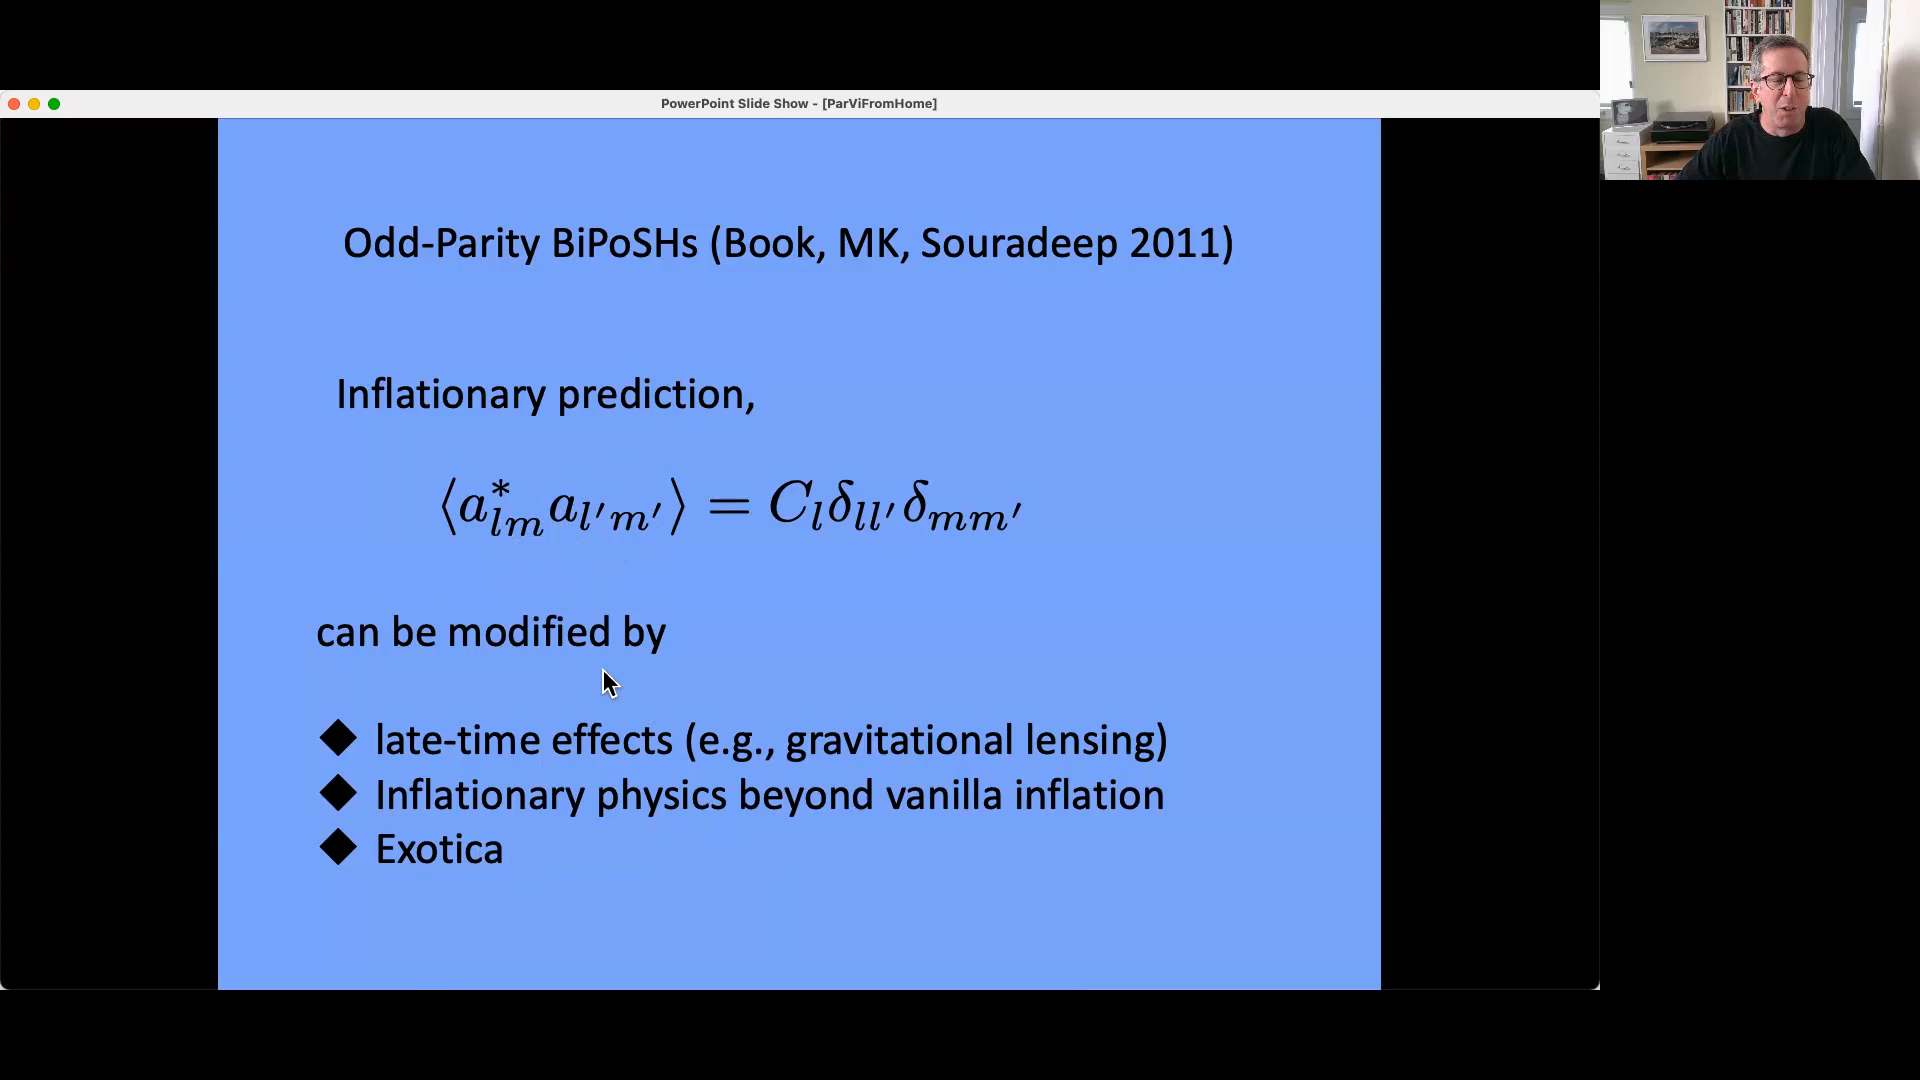 PowerPoint Slide Show - [ParViFromHome]
Odd-Parity BiPoSHs (Book, MK, Souradeep 2011)
Inflationary prediction,
⟨a*_{lm} a_{l′m′}⟩ = C_l δ_{ll′} δ_{mm′}
can be modified by
◆ late-time effects (e.g., gravitational lensing)
◆ Inflationary physics beyond vanilla inflation
◆ Exotica